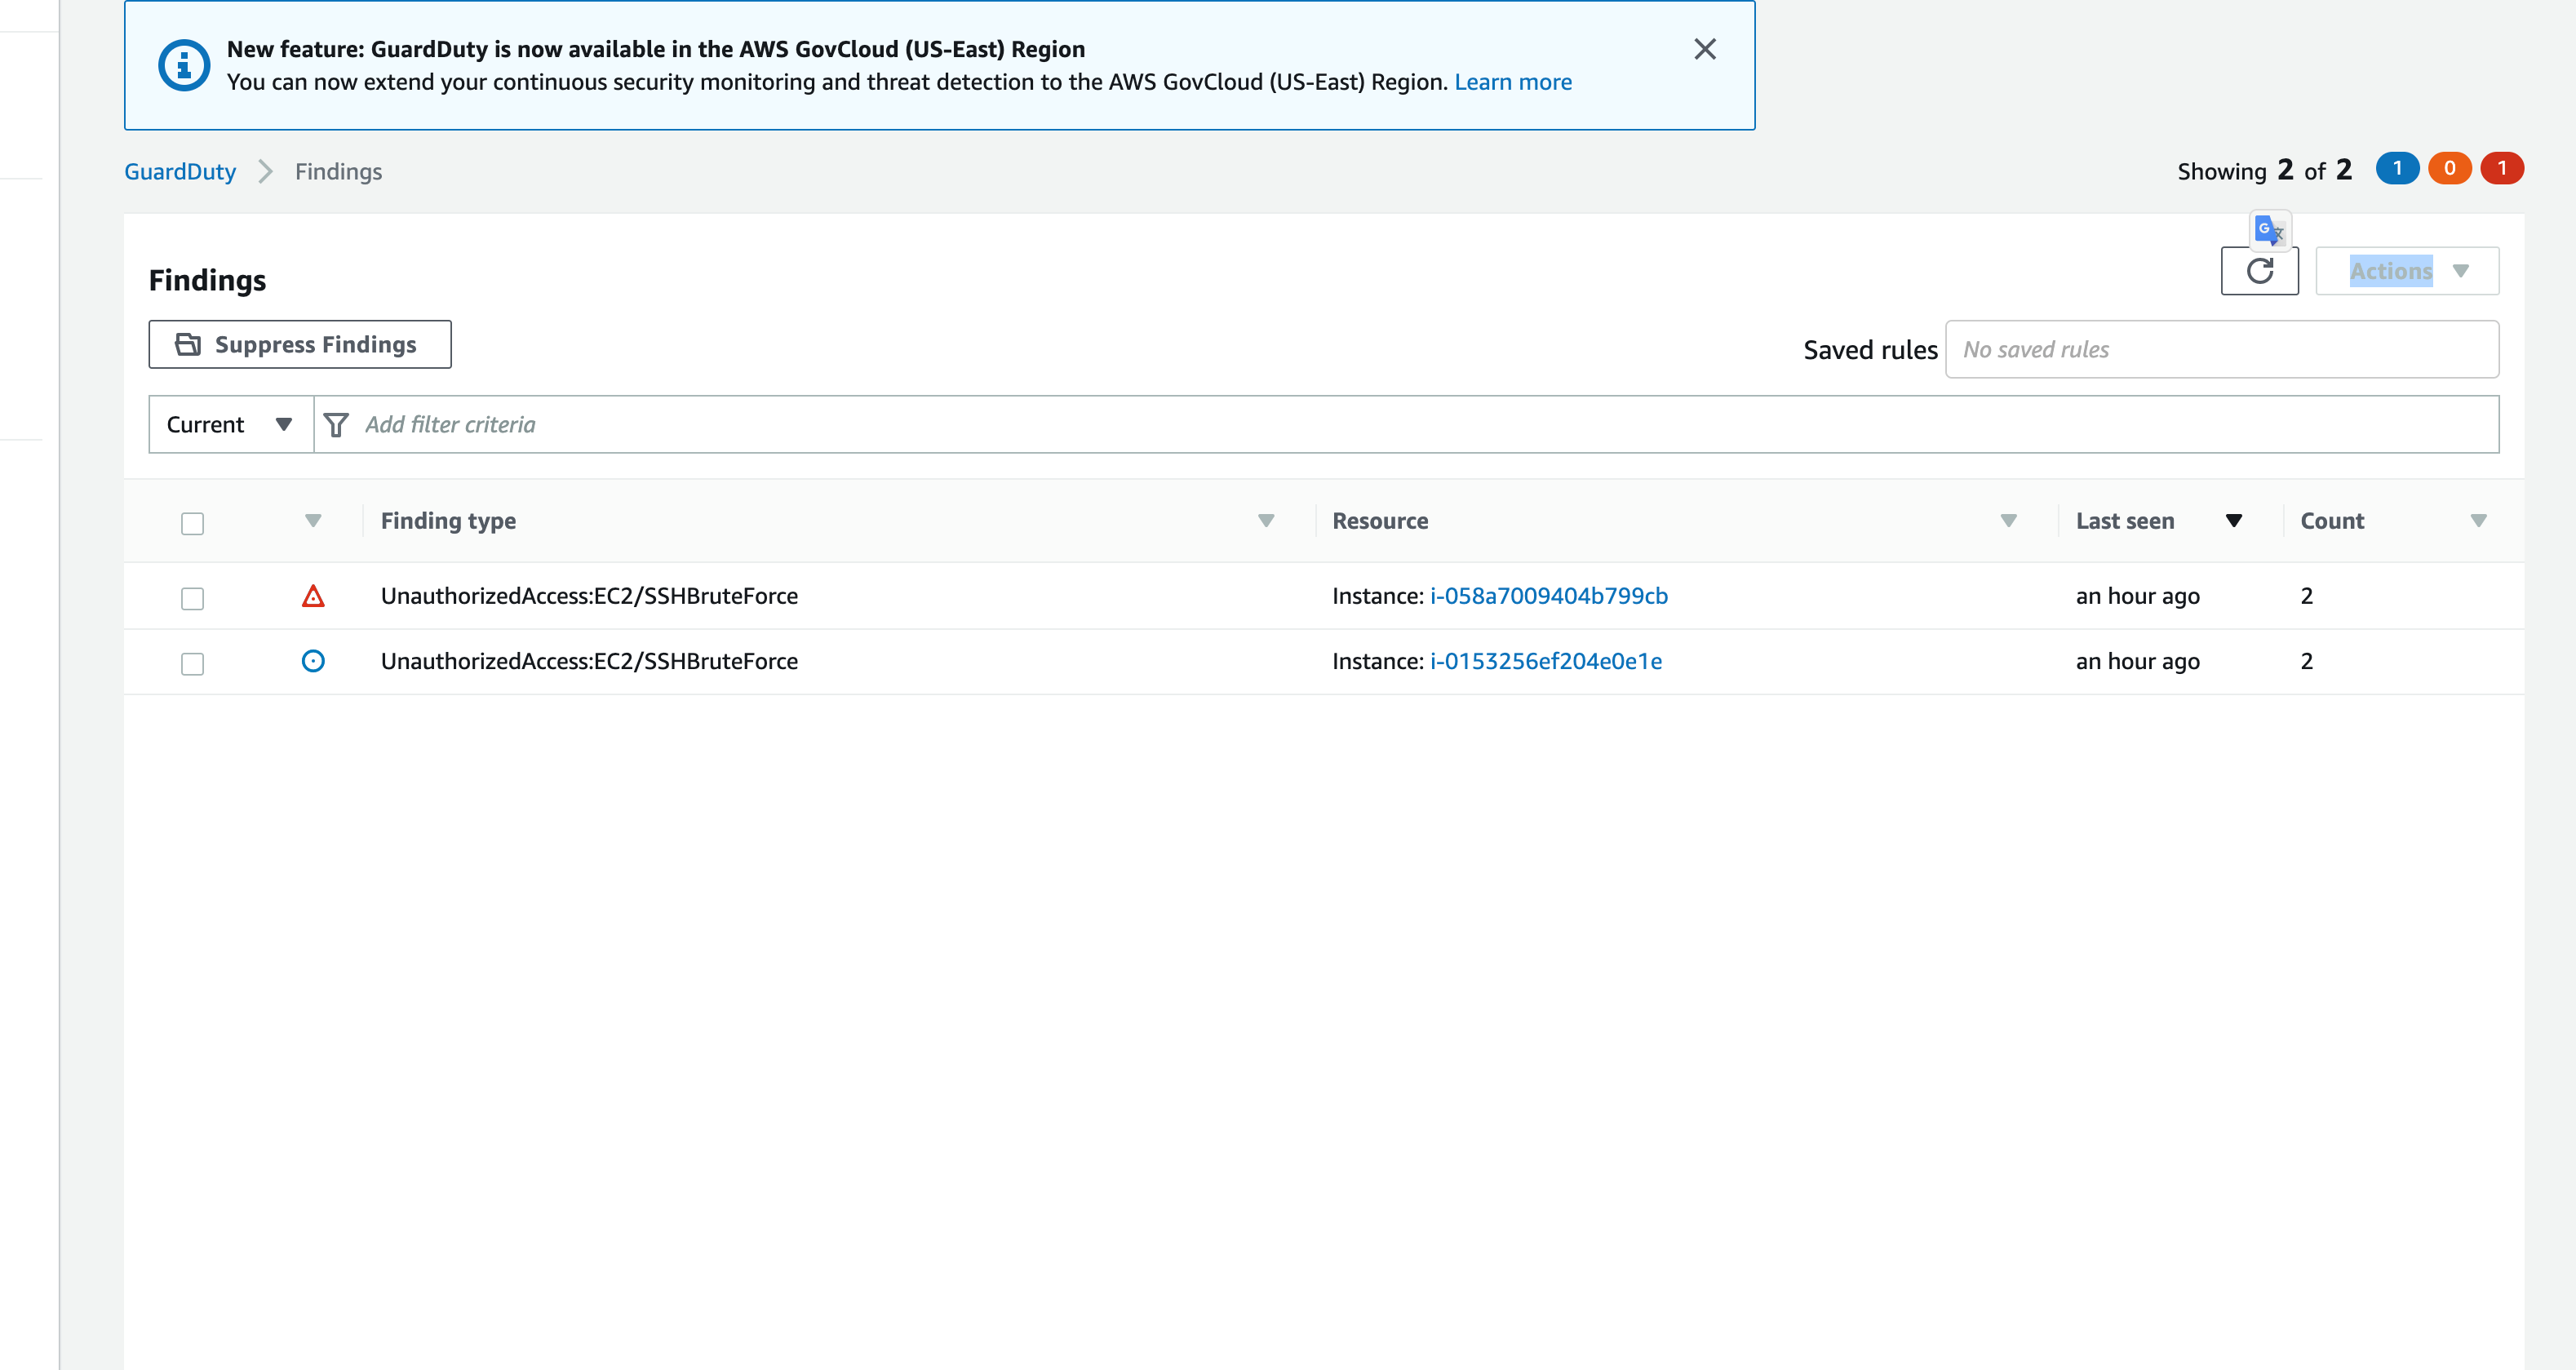 New feature: GuardDuty is now available in the AWS GovCloud (US-East) Region
You can now extend your continuous security monitoring and threat detection to the AWS GovCloud (US-East) Region. Learn more
GuardDuty > Findings
Showing 2 of 2 1 0 1
Findings
Actions
Suppress Findings
Saved rules No saved rules
Current Add filter criteria
Finding type Resource Last seen Count
UnauthorizedAccess:EC2/SSHBruteForce Instance: i-058a7009404b799cb an hour ago 2
UnauthorizedAccess:EC2/SSHBruteForce Instance: i-0153256ef204e0e1e an hour ago 2